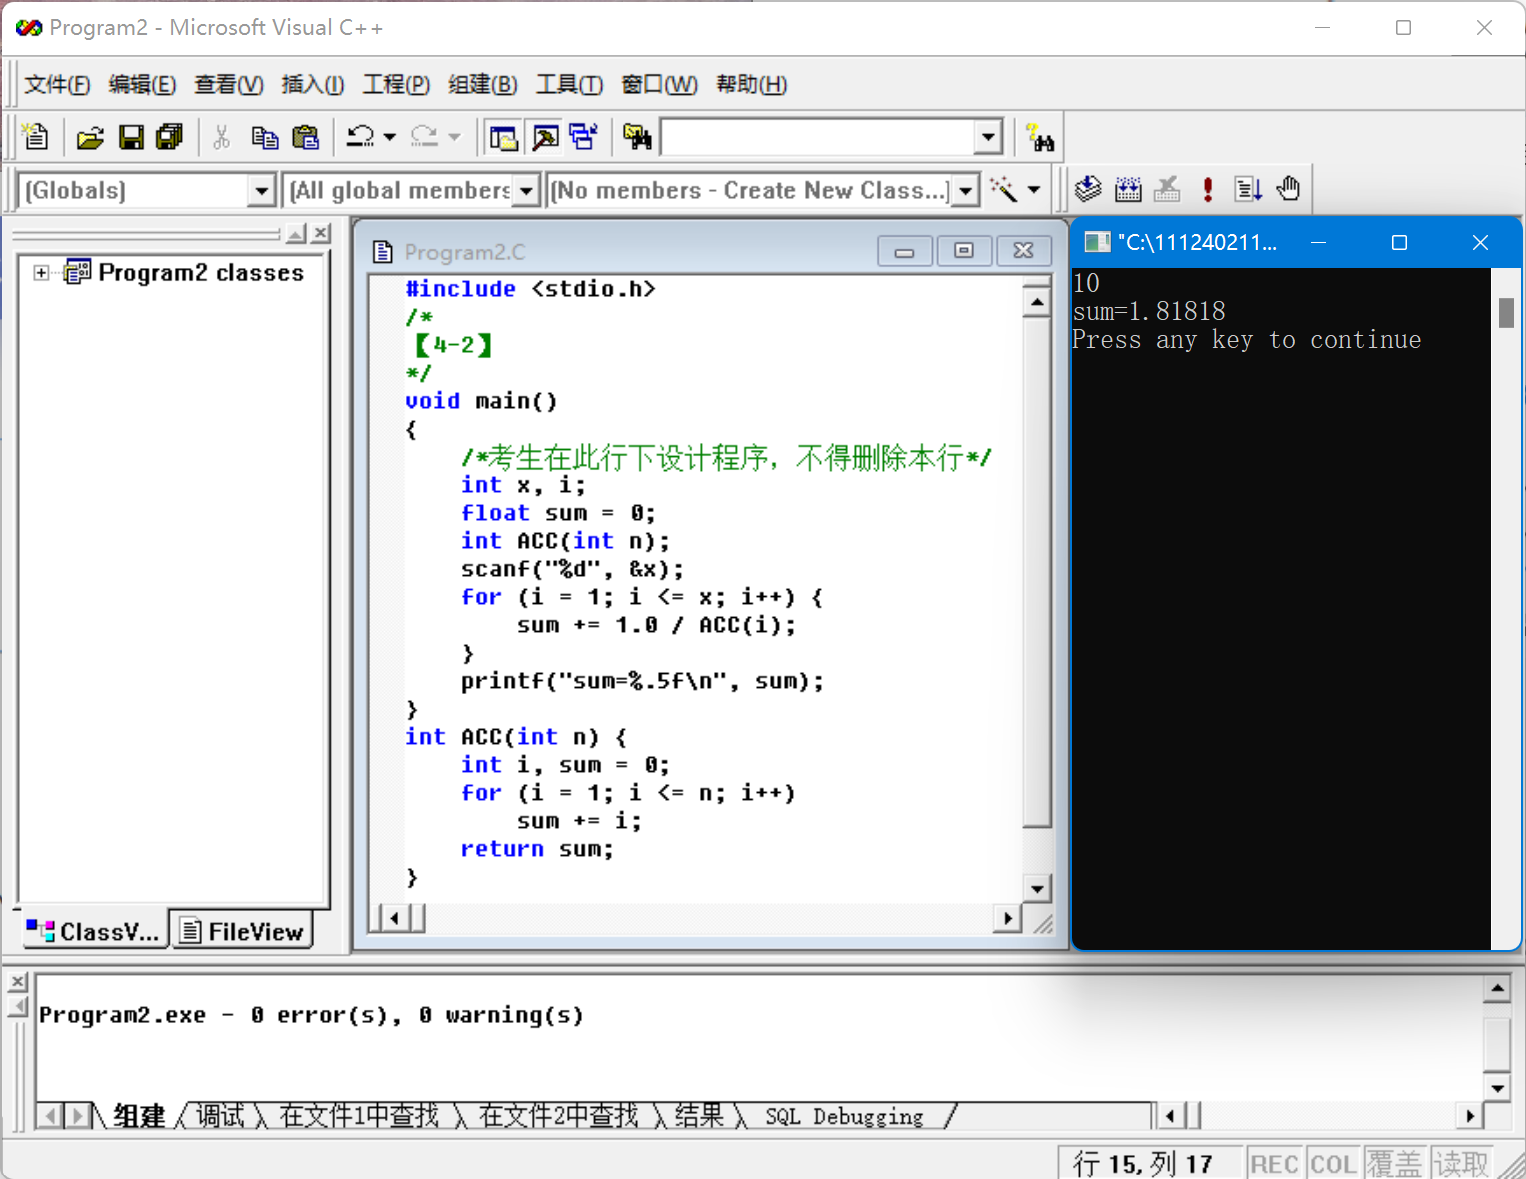 Program2 - Microsoft Visual C++
文件(F) 编辑(E) 查看(V) 插入(I) 工程(P) 组建(B) 工具(T) 窗口(W) 帮助(H)
(Globals) (All global members (No members - Create New Class...)
Program2 classes
ClassV... FileView
Program2.C
#include <stdio.h>
/*
【4-2】
*/
void main()
{
    /*考生在此行下设计程序，不得删除本行*/
    int x, i;
    float sum = 0;
    int ACC(int n);
    scanf("%d", &x);
    for (i = 1; i <= x; i++) {
        sum += 1.0 / ACC(i);
    }
    printf("sum=%.5f\n", sum);
}
int ACC(int n) {
    int i, sum = 0;
    for (i = 1; i <= n; i++)
        sum += i;
    return sum;
}
"C:\111240211...
10
sum=1.81818
Press any key to continue
Program2.exe - 0 error(s), 0 warning(s)
组建 调试 在文件1中查找 在文件2中查找 结果 SQL Debugging
行 15, 列 17 REC COL 覆盖 读取